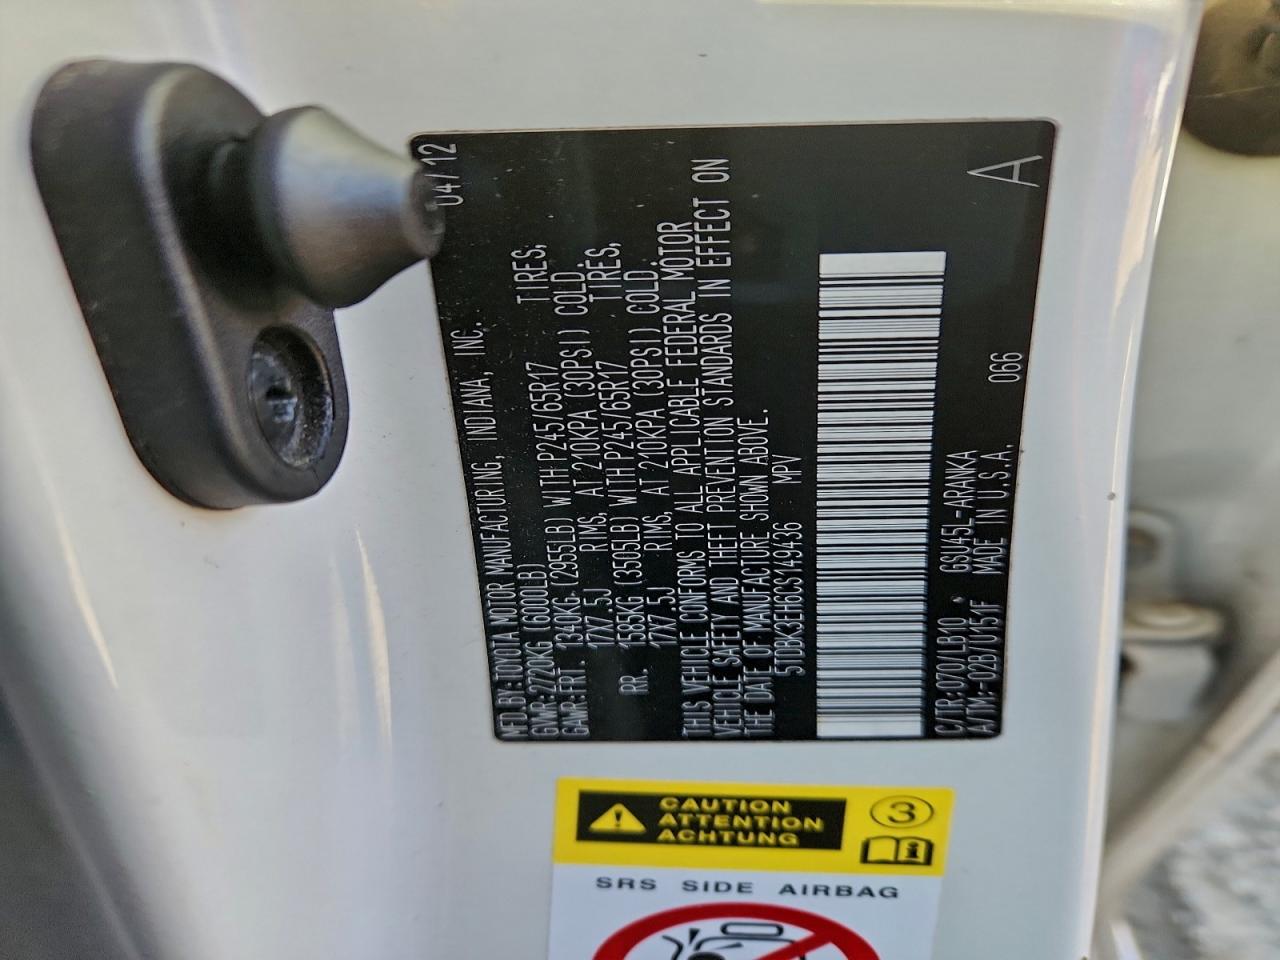 MFD. BY: TOYOTA MOTOR MANUFACTURING, INDIANA, INC. 04/12
GVWR: 2720KG (6000LB)
GAWR: FRT. 1340KG (2955LB) WITH P245/65R17 TIRES,
17X7.5J RIMS, AT 210KPA (30PSI) COLD
RR. 1585KG (3505LB) WITH P245/65R17 TIRES,
17X7.5J RIMS, AT 210KPA (30PSI) COLD.
THIS VEHICLE CONFORMS TO ALL APPLICABLE FEDERAL MOTOR
VEHICLE SAFETY AND THEFT PREVENTION STANDARDS IN EFFECT ON
THE DATE OF MANUFACTURE SHOWN ABOVE.
5TDBK3EH6CS149436 MPV
C/TR: 070/LB10 GSU45L-ARANKA
A/TM:-02B/U151F MADE IN U.S.A. 066
A
CAUTION
ATTENTION
ACHTUNG
3
SRS SIDE AIRBAG